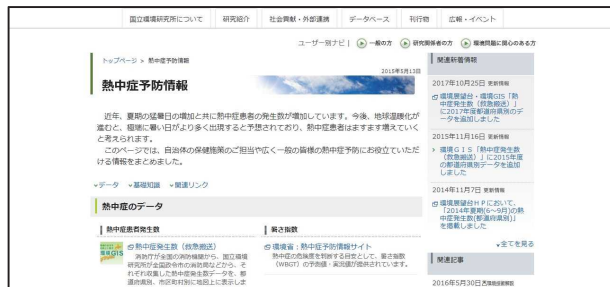 国立環境研究所について
研究紹介
社会貢献・外部連携
データベース
刊行物
広報・イベント
ユーザー別ナビ
一般の方
研究関係者の方
環境問題に関心のある方
トップページ > 熱中症予防情報
2015年5月13日
熱中症予防情報
近年、夏期の猛暑日の増加と共に熱中症患者の発生数が増加しています。今後、地球温暖化が
進むと、極端に暑い日がより多く出現すると予想されており、熱中症患者はますます増えていく
と考えられます。
このページでは、自治体の保健施策のご担当や広く一般の皆様の熱中症予防にお役立ていただ
ける情報をまとめました。
データ
基礎知識
関連リンク
熱中症のデータ
熱中症患者発生数
環境GIS
熱中症発生数(救急搬送)
消防庁が全国の消防機関から、国立環境
研究所が全国政令市の消防局などから、そ
れぞれ収集した熱中症発生数データを、都
道府県別、市区町村別に地図上に表示しま
暑さ指数
環境省:熱中症予防情報サイト
熱中症の危険度を判断する目安として、暑さ指数
(WBGT)の予測値・実況値が提供されています。
関連新着情報
2017年10月25日 更新情報
環境展望台・環境GIS「熱
中症発生数(救急搬送)」
に2017年度都道府県別のデ
ータを追加しました
2015年11月16日 更新情報
環境GIS「熱中症発生数
(救急搬送)」に2015年度
の都道府県別データを追加
しました
2014年11月7日 更新情報
環境展望台HPにおいて、
「2014年夏期(6~9月)の熱
中症発生数(都道府県別)」
を掲載しました
全てを見る
関連記事
2016年5月30日